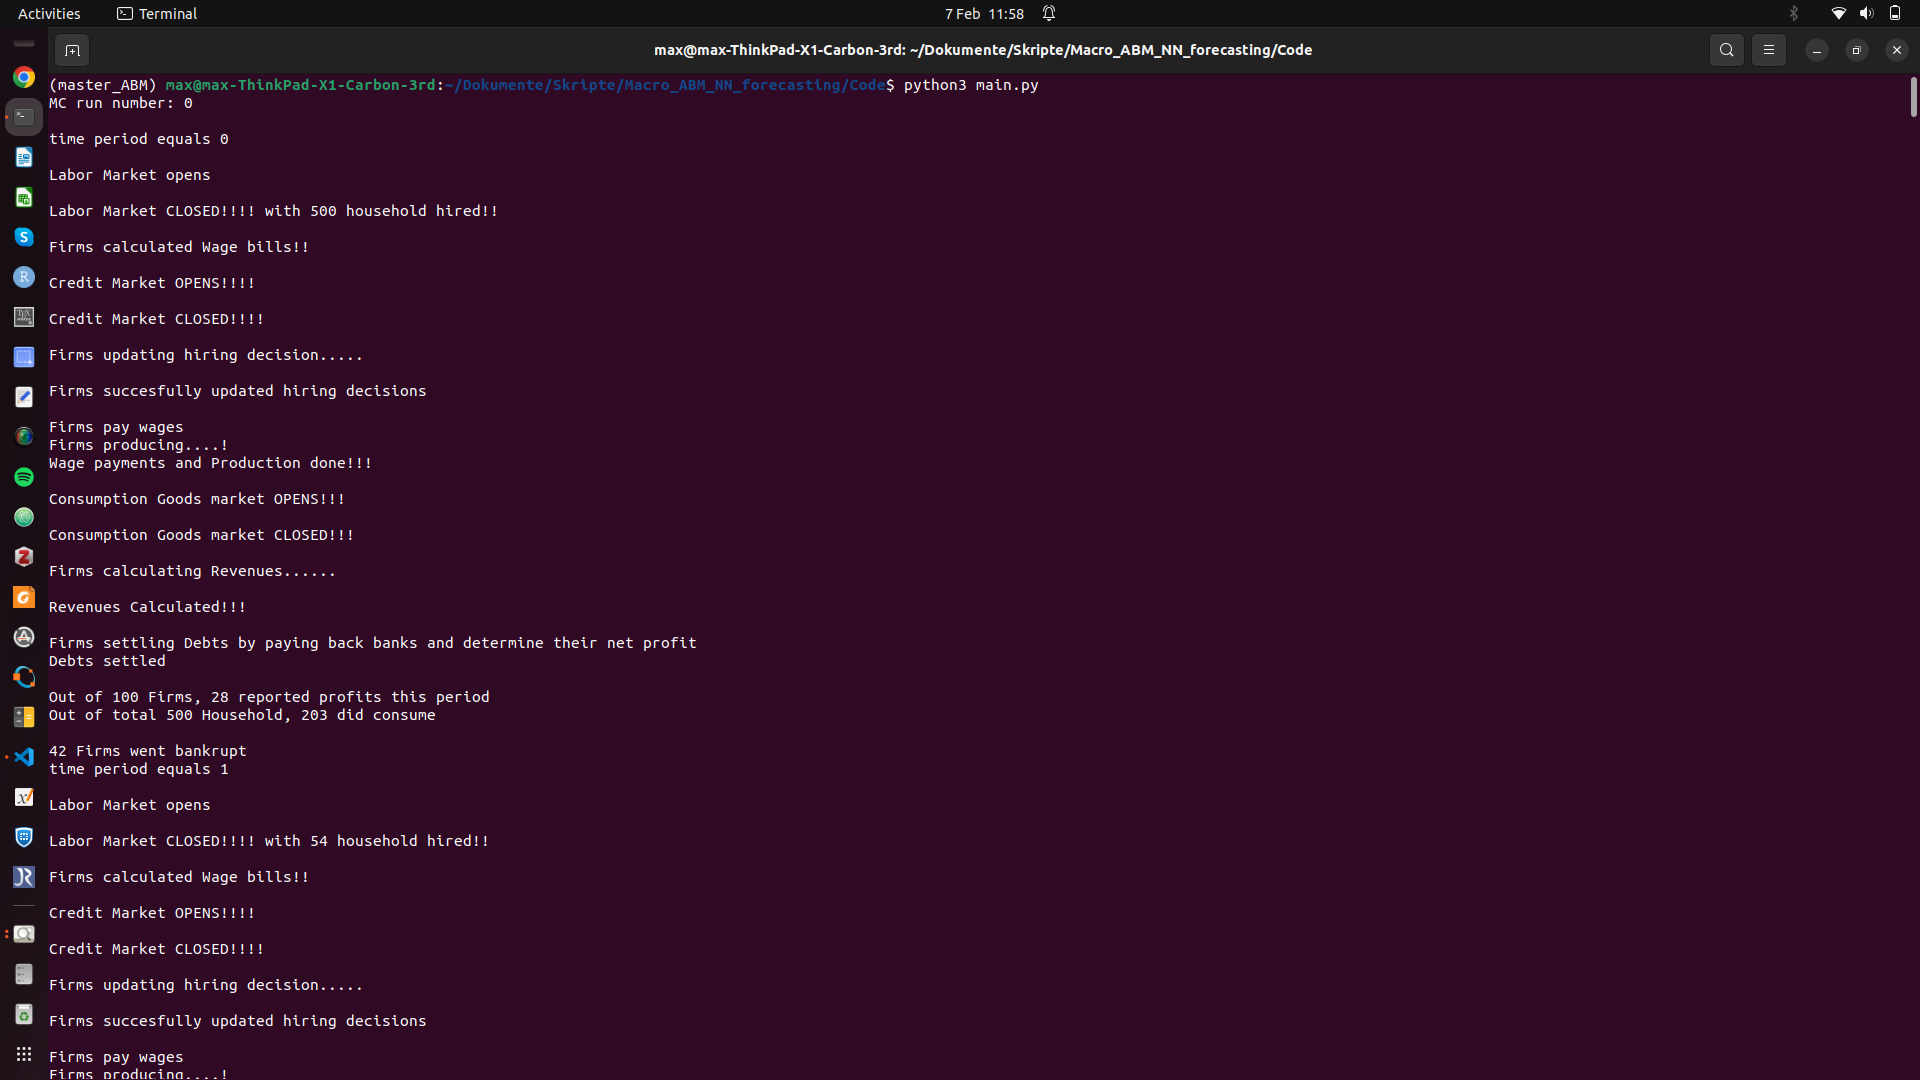 Activities
Terminal
7 Feb 11:58
max@max-ThinkPad-X1-Carbon-3rd: ~/Dokumente/Skripte/Macro_ABM_NN_forecasting/Code
(master_ABM) max@max-ThinkPad-X1-Carbon-3rd:~/Dokumente/Skripte/Macro_ABM_NN_forecasting/Code$ python3 main.py
MC run number: 0
time period equals 0
Labor Market opens
Labor Market CLOSED!!!! with 500 household hired!!
Firms calculated Wage bills!!
Credit Market OPENS!!!!
Credit Market CLOSED!!!!
Firms updating hiring decision.....
Firms succesfully updated hiring decisions
Firms pay wages
Firms producing....!
Wage payments and Production done!!!
Consumption Goods market OPENS!!!
Consumption Goods market CLOSED!!!
Firms calculating Revenues......
Revenues Calculated!!!
Firms settling Debts by paying back banks and determine their net profit
Debts settled
Out of 100 Firms, 28 reported profits this period
Out of total 500 Household, 203 did consume
42 Firms went bankrupt
time period equals 1
Labor Market opens
Labor Market CLOSED!!!! with 54 household hired!!
Firms calculated Wage bills!!
Credit Market OPENS!!!!
Credit Market CLOSED!!!!
Firms updating hiring decision.....
Firms succesfully updated hiring decisions
Firms pay wages
Firms producing....!